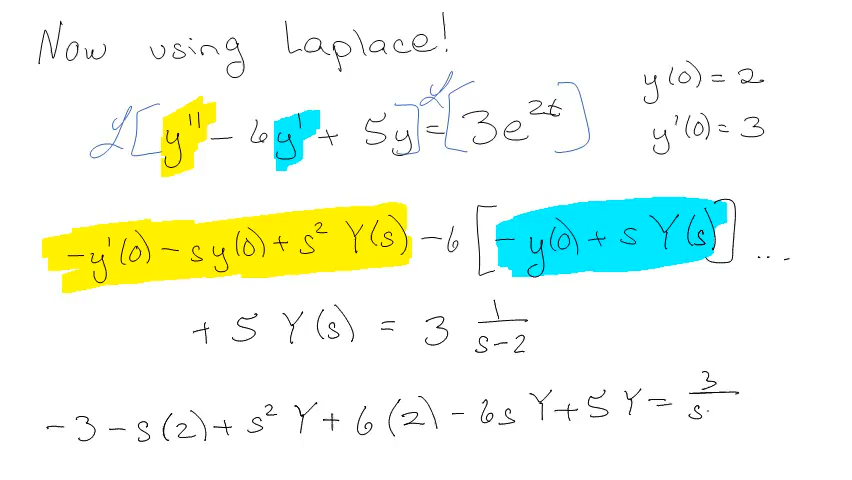 Now using Laplace!
ℒ[y'' - 6y' + 5y] = ℒ[3e^{2t}]
y(0) = 2
y'(0) = 3
-y'(0) - sy(0) + s² Y(s) - 6 [-y(0) + s Y(s)] ...
+ 5 Y(s) = 3 1/(s-2)
-3 - s(2) + s² Y + 6(2) - 6s Y + 5 Y = 3/s